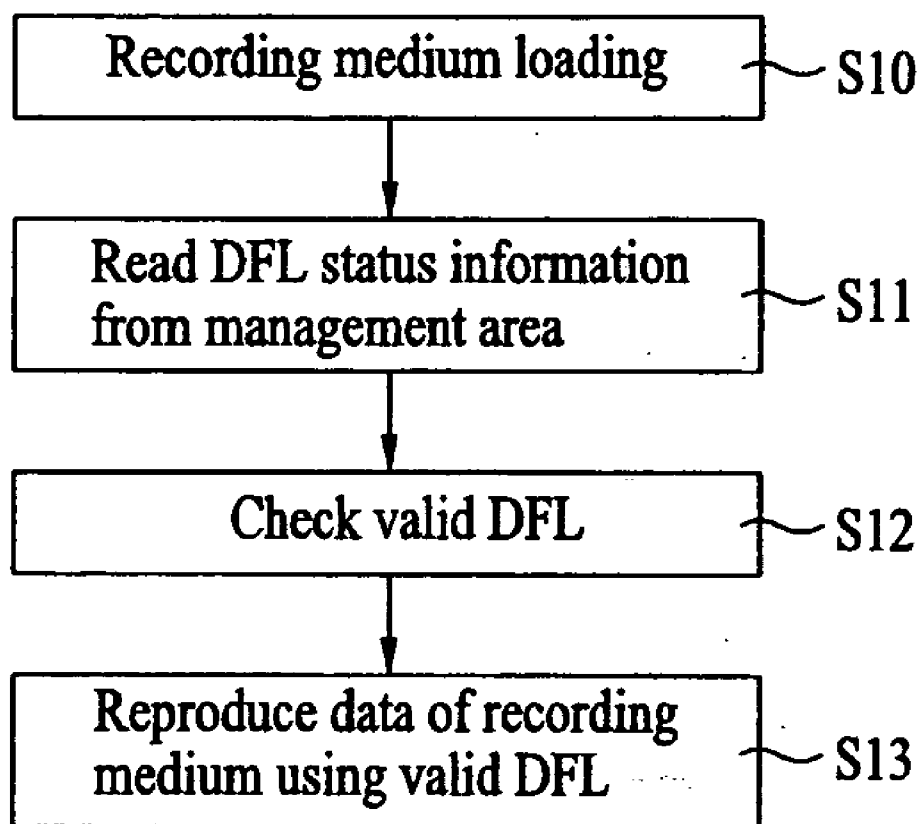 Recording medium loading
S10
Read DFL status information
from management area
S11
Check valid DFL
S12
Reproduce data of recording
medium using valid DFL
S13